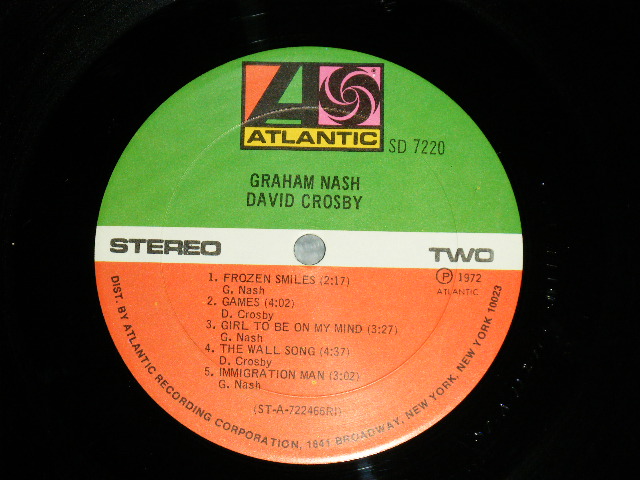 ATLANTIC
SD 7220
GRAHAM NASH
DAVID CROSBY
STEREO
TWO
1. FROZEN SMILES (2:17)
G. Nash
2. GAMES (4:02)
D. Crosby
3. GIRL TO BE ON MY MIND (3:27)
G. Nash
4. THE WALL SONG (4:37)
D. Crosby
5. IMMIGRATION MAN (3:02)
G. Nash
Ⓟ 1972
ATLANTIC
(ST-A-722466RI)
DIST. BY ATLANTIC RECORDING CORPORATION, 1841 BROADWAY, NEW YORK, NEW YORK 10023